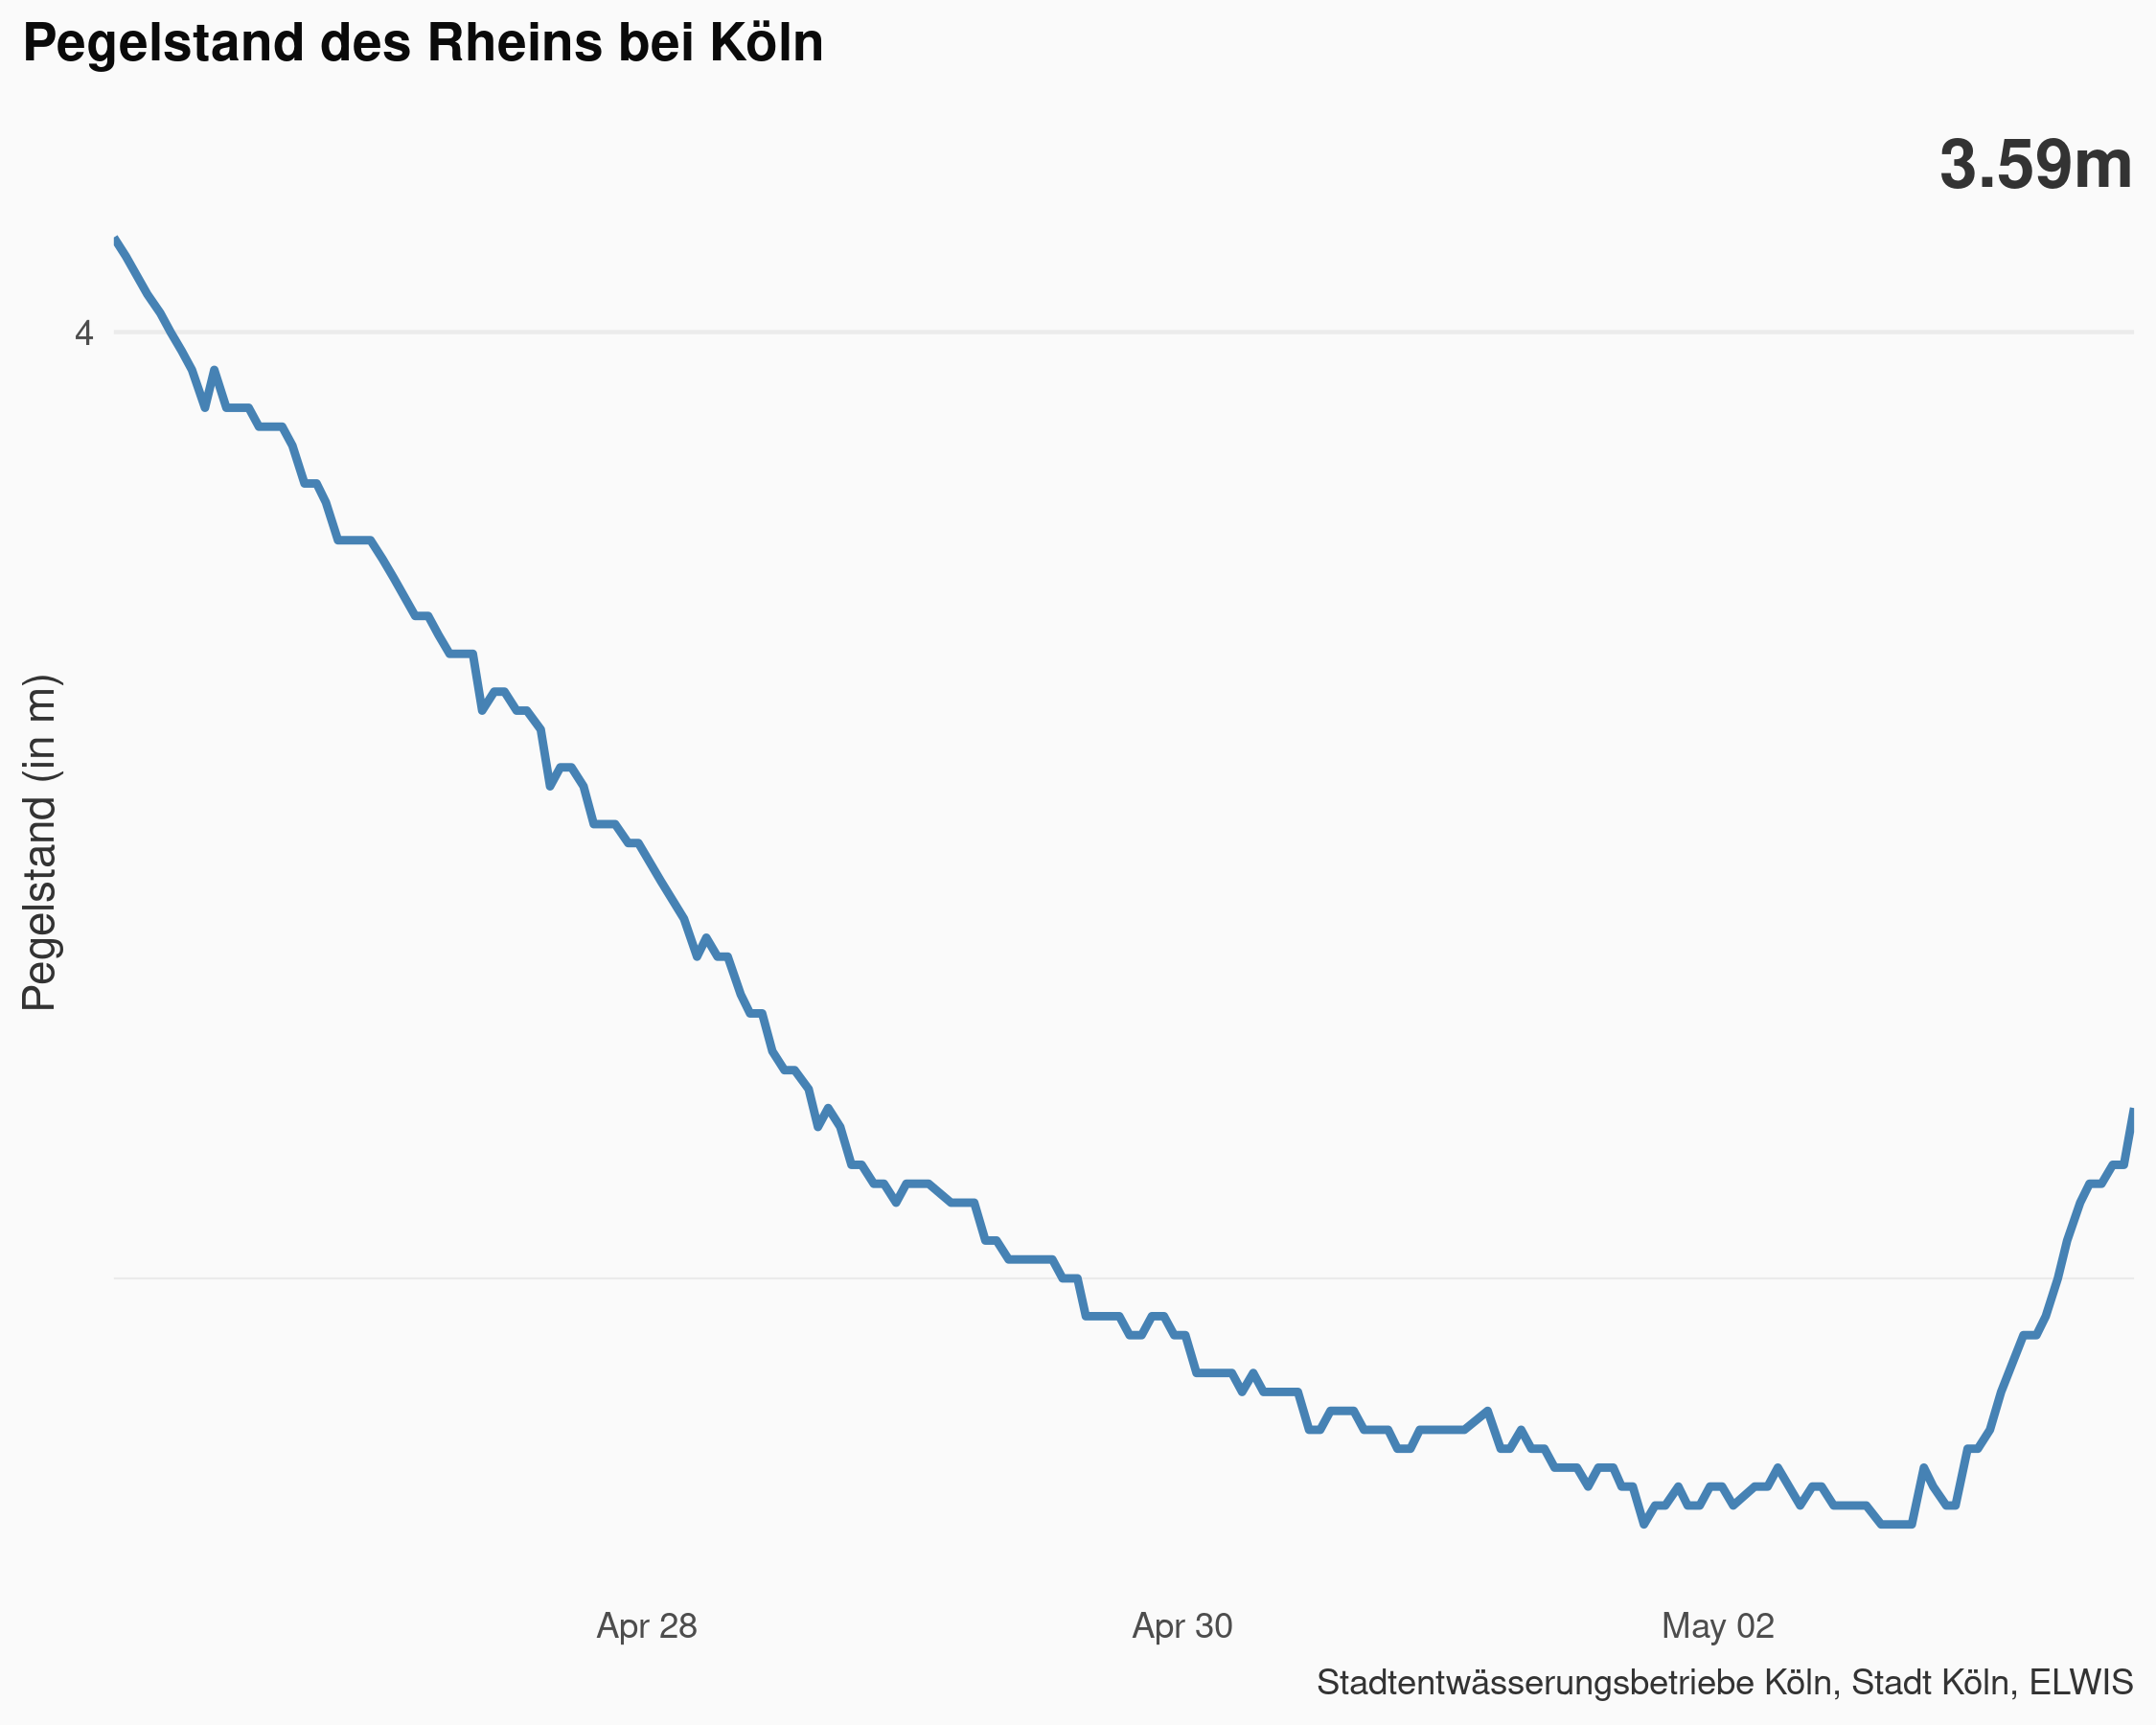 Pegelstand des Rheins bei Köln
3.59m
4
Pegelstand (in m)
Apr 28
Apr 30
May 02
Stadtentwässerungsbetriebe Köln, Stadt Köln, ELWIS